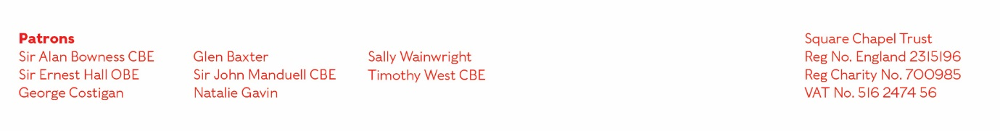 Patrons
Sir Alan Bowness CBE
Sir Ernest Hall OBE
George Costigan
Glen Baxter
Sir John Manduell CBE
Natalie Gavin
Sally Wainwright
Timothy West CBE
Square Chapel Trust
Reg No. England 2315196
Reg Charity No. 700985
VAT No. 516 2474 56